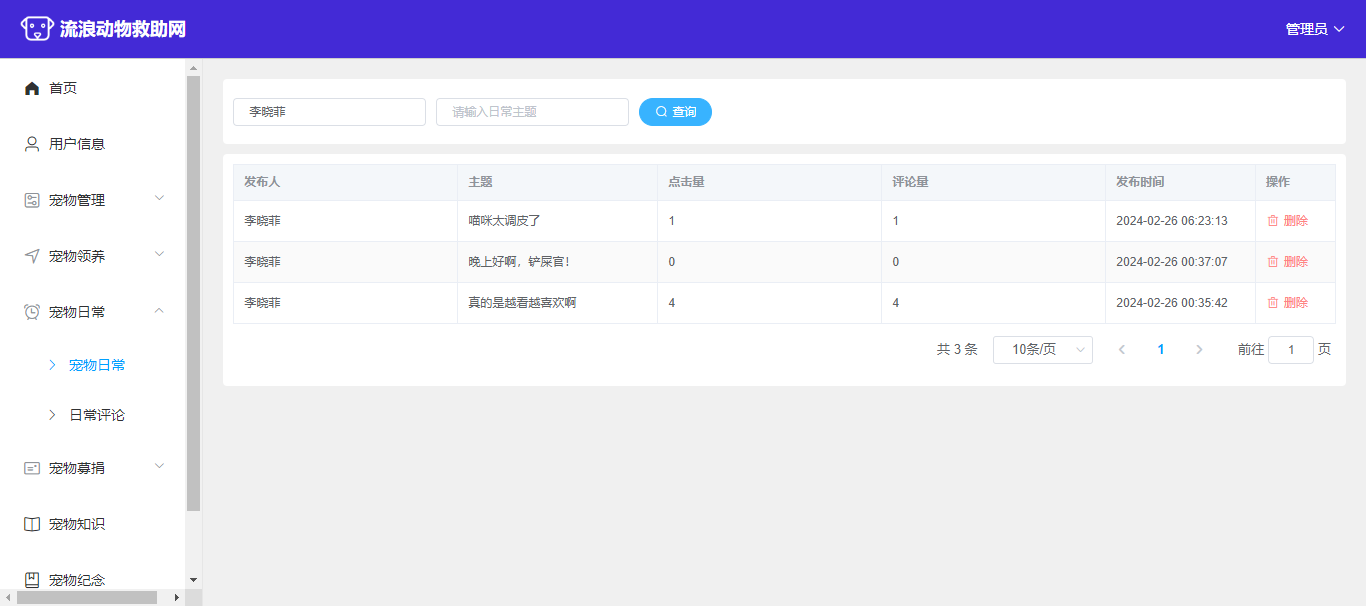 流浪动物救助网
管理员
首页
用户信息
宠物管理
宠物领养
宠物日常
宠物日常
日常评论
宠物募捐
宠物知识
宠物纪念
李晓菲 请输入日常主题 查询
发布人 主题 点击量 评论量 发布时间 操作
李晓菲 喵咪太调皮了 1 1 2024-02-26 06:23:13 删除
李晓菲 晚上好啊，铲屎官！ 0 0 2024-02-26 00:37:07 删除
李晓菲 真的是越看越喜欢啊 4 4 2024-02-26 00:35:42 删除
共 3 条 10条/页 1 前往 1 页